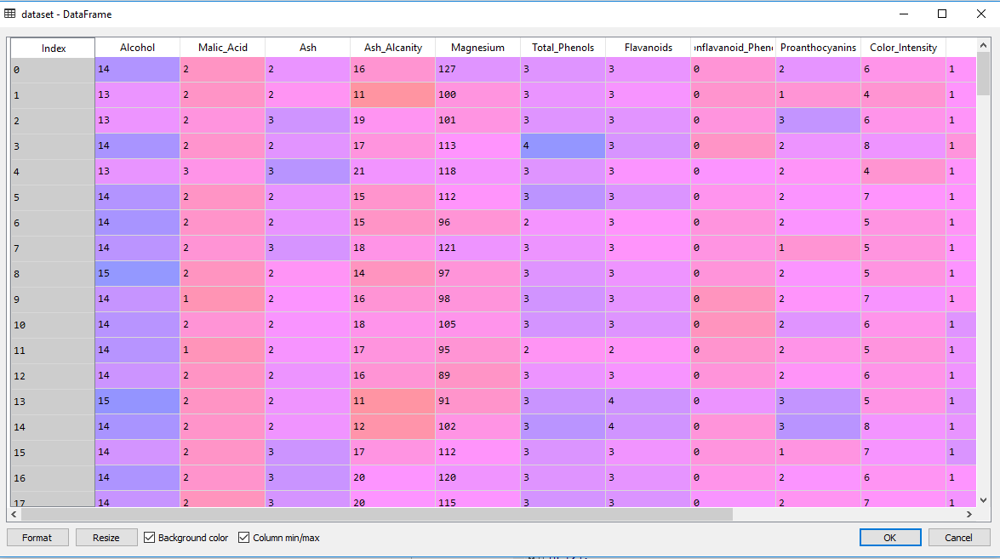 dataset - DataFrame
Index Alcohol Malic_Acid Ash Ash_Alcanity Magnesium Total_Phenols Flavanoids nflavanoid_Phen Proanthocyanins Color_Intensity
0 14 2 2 16 127 3 3 0 2 6 1
1 13 2 2 11 100 3 3 0 1 4 1
2 13 2 3 19 101 3 3 0 3 6 1
3 14 2 2 17 113 4 3 0 2 8 1
4 13 3 3 21 118 3 3 0 2 4 1
5 14 2 2 15 112 3 3 0 2 7 1
6 14 2 2 15 96 2 3 0 2 5 1
7 14 2 3 18 121 3 3 0 1 5 1
8 15 2 2 14 97 3 3 0 2 5 1
9 14 1 2 16 98 3 3 0 2 7 1
10 14 2 2 18 105 3 3 0 2 6 1
11 14 1 2 17 95 2 2 0 2 5 1
12 14 2 2 16 89 3 3 0 2 6 1
13 15 2 2 11 91 3 4 0 3 5 1
14 14 2 2 12 102 3 4 0 3 8 1
15 14 2 3 17 112 3 3 0 1 7 1
16 14 2 3 20 120 3 3 0 2 6 1
17 14 2 3 20 115 3 3 0 2 7 1
Format Resize Background color Column min/max OK Cancel